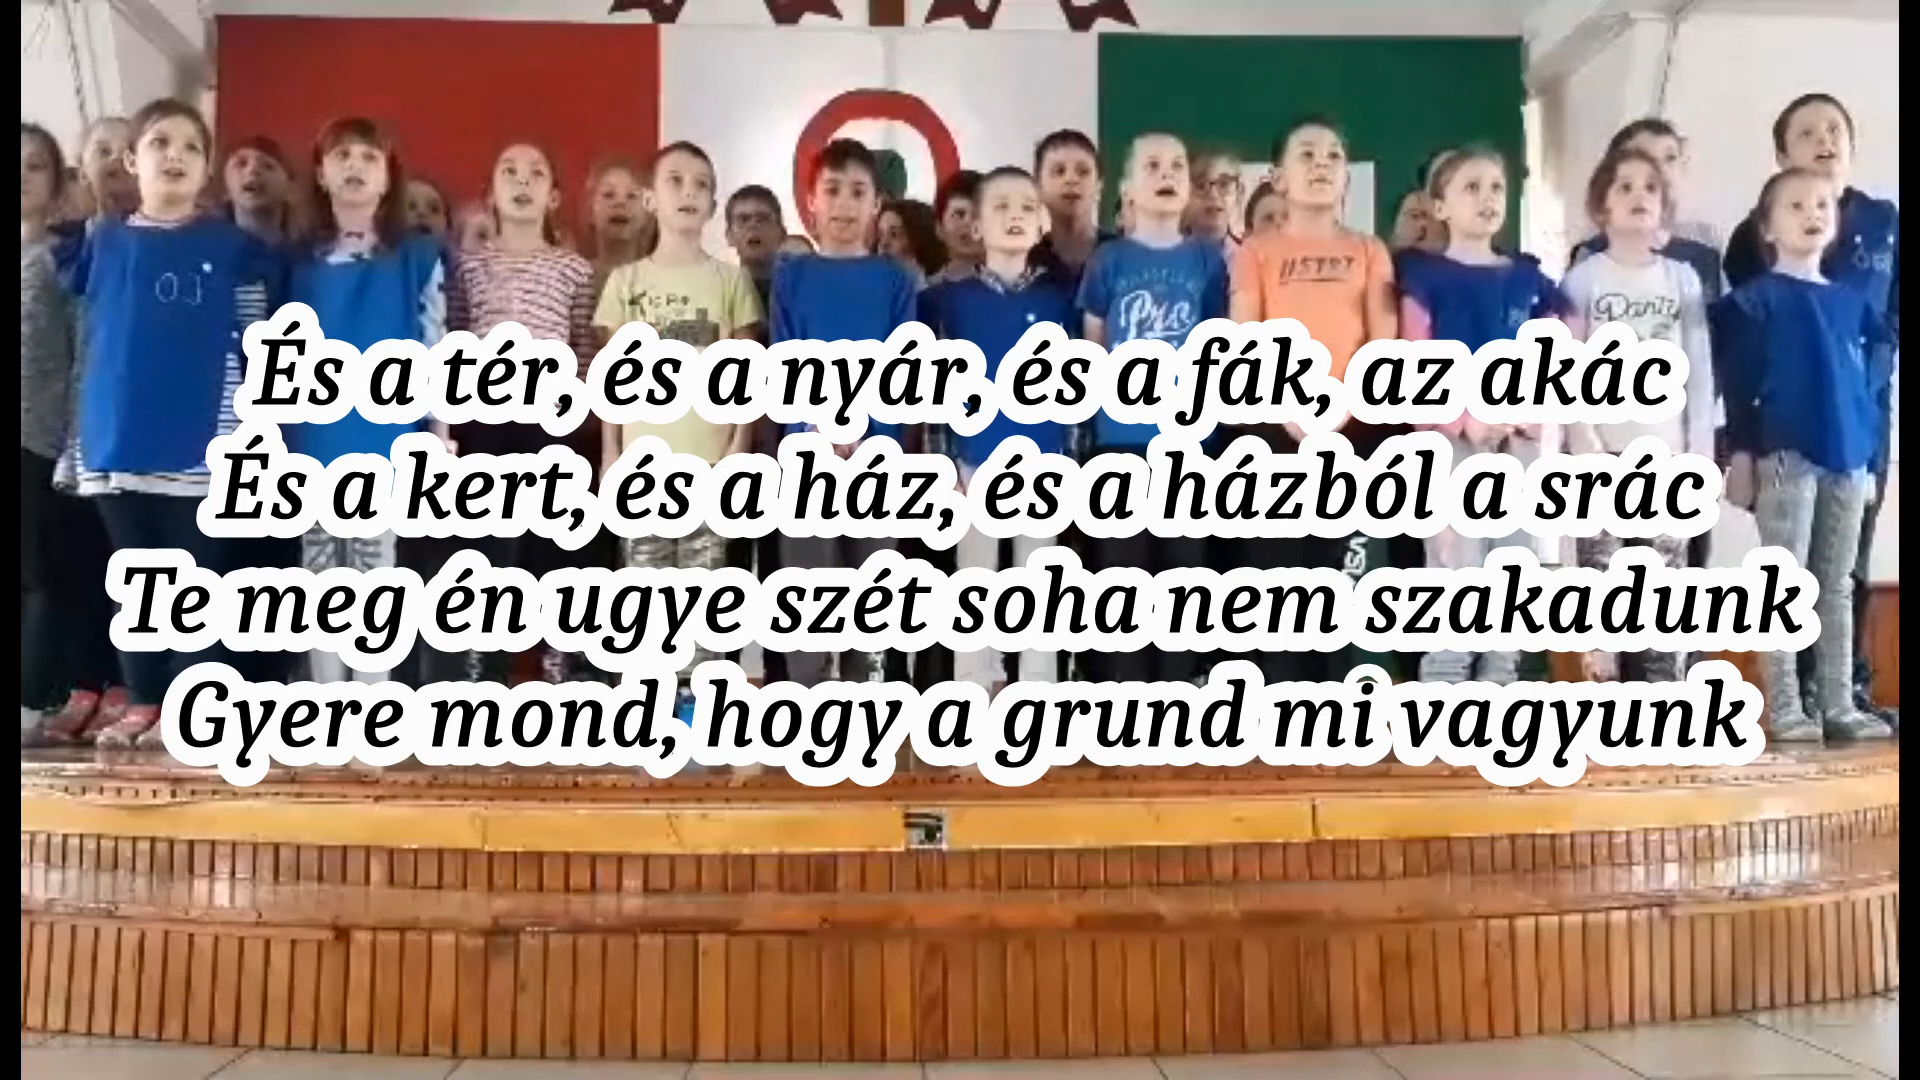 És a tér, és a nyár, és a fák, az akác
És a kert, és a ház, és a házból a srác
Te meg én ugye szét soha nem szakadunk
Gyere mond, hogy a grund mi vagyunk